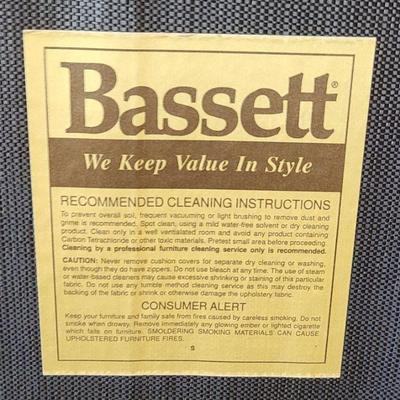 Bassett®
We Keep Value In Style
RECOMMENDED CLEANING INSTRUCTIONS
To prevent overall soil, frequent vacuuming or light brushing to remove dust and
grime is recommended. Spot clean, using a mild water-free solvent or dry cleaning
product. Clean only in a well ventilated room and avoid any product containing
Carbon Tetrachloride or other toxic materials. Pretest small area before proceeding.
Cleaning by a professional furniture cleaning service only is recommended.
CAUTION: Never remove cushion covers for separate dry cleaning or washing,
even though they do have zippers. Do not use bleach at any time. The use of steam
or water-based cleaners may cause excessive shrinking or staining of this particular
fabric. Do not use any tumble method cleaning service as this may destroy the
backing of the fabric or shrink or otherwise damage the upholstery fabric.
CONSUMER ALERT
Keep your furniture and family safe from fires caused by careless smoking. Do not
smoke when drowsy. Remove immediately any glowing ember or lighted cigarette
which falls on furniture. SMOLDERING SMOKING MATERIALS CAN CAUSE
UPHOLSTERED FURNITURE FIRES.
S